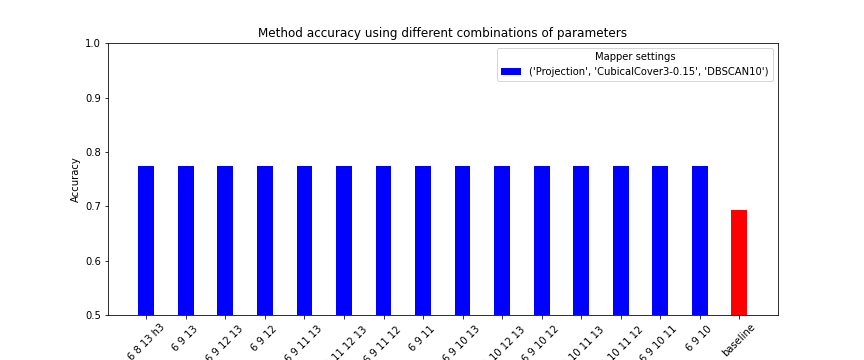 Method accuracy using different combinations of parameters
Mapper settings
('Projection', 'CubicalCover3-0.15', 'DBSCAN10')
Accuracy
1.0
0.9
0.8
0.7
0.6
0.5
6 8 13 h3
6 9 13
6 9 12 13
6 9 12
6 9 11 13
11 12 13
6 9 11 12
6 9 11
6 9 10 13
10 12 13
6 9 10 12
10 11 13
10 11 12
6 9 10 11
6 9 10
baseline